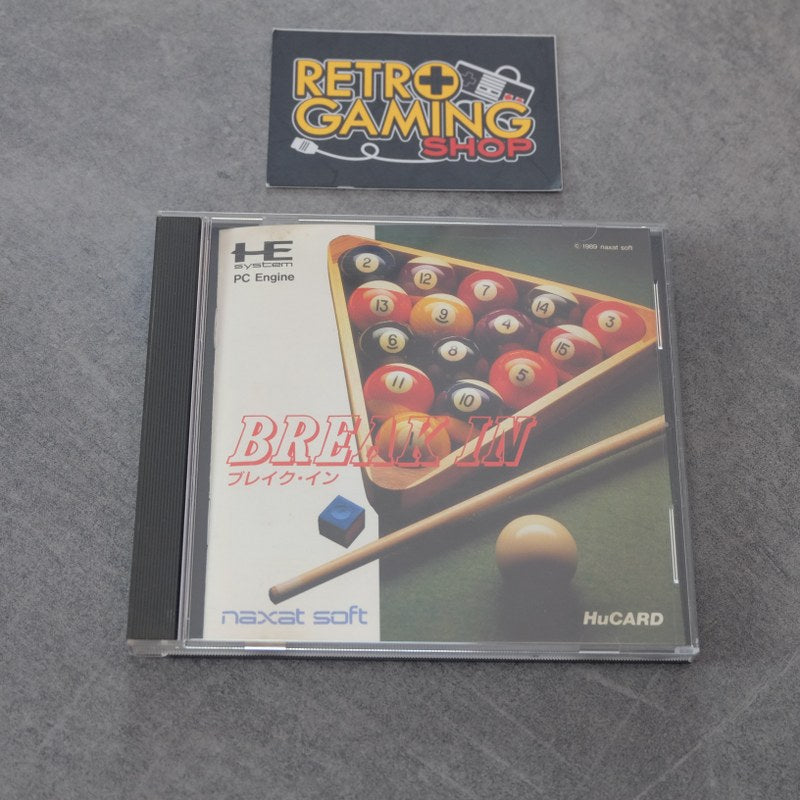 RETRO
GAMING
SHOP
HE
system
PC Engine
© 1989 naxat soft
2
12
7
14
3
13
9
4
15
6
8
5
11
10
BREAK IN
ブレイク・イン
naxat soft
HuCARD